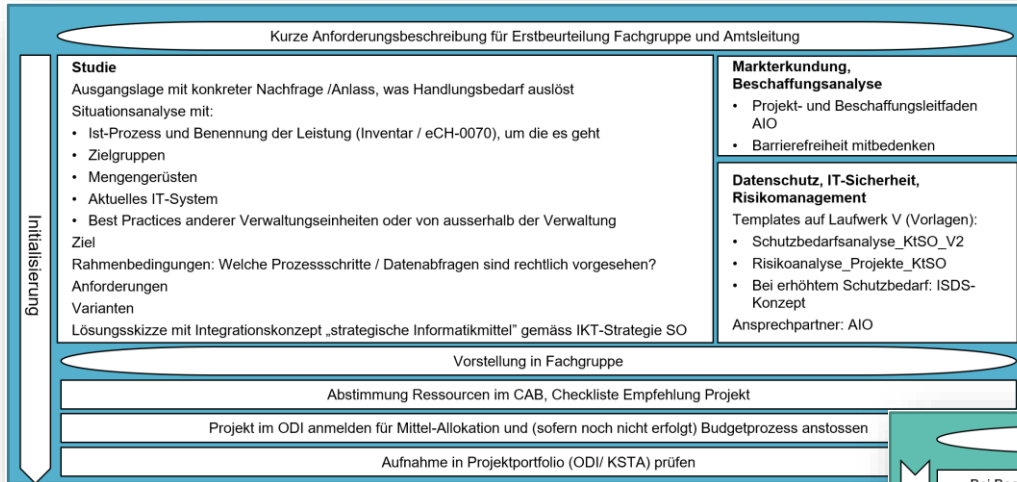 Kurze Anforderungsbeschreibung für Erstbeurteilung Fachgruppe und Amtsleitung
Initialisierung
Studie
Ausgangslage mit konkreter Nachfrage /Anlass, was Handlungsbedarf auslöst
Situationsanalyse mit:
• Ist-Prozess und Benennung der Leistung (Inventar / eCH-0070), um die es geht
• Zielgruppen
• Mengengerüsten
• Aktuelles IT-System
• Best Practices anderer Verwaltungseinheiten oder von ausserhalb der Verwaltung
Ziel
Rahmenbedingungen: Welche Prozessschritte / Datenabfragen sind rechtlich vorgesehen?
Anforderungen
Varianten
Lösungsskizze mit Integrationskonzept „strategische Informatikmittel" gemäss IKT-Strategie SO
Markterkundung,
Beschaffungsanalyse
• Projekt- und Beschaffungsleitfaden
AIO
• Barrierefreiheit mitbedenken
Datenschutz, IT-Sicherheit,
Risikomanagement
Templates auf Laufwerk V (Vorlagen):
• Schutzbedarfsanalyse_KtSO_V2
• Risikoanalyse_Projekte_KtSO
• Bei erhöhtem Schutzbedarf: ISDS-
Konzept
Ansprechpartner: AIO
Vorstellung in Fachgruppe
Abstimmung Ressourcen im CAB, Checkliste Empfehlung Projekt
Projekt im ODI anmelden für Mittel-Allokation und (sofern noch nicht erfolgt) Budgetprozess anstossen
Aufnahme in Projektportfolio (ODI/ KSTA) prüfen